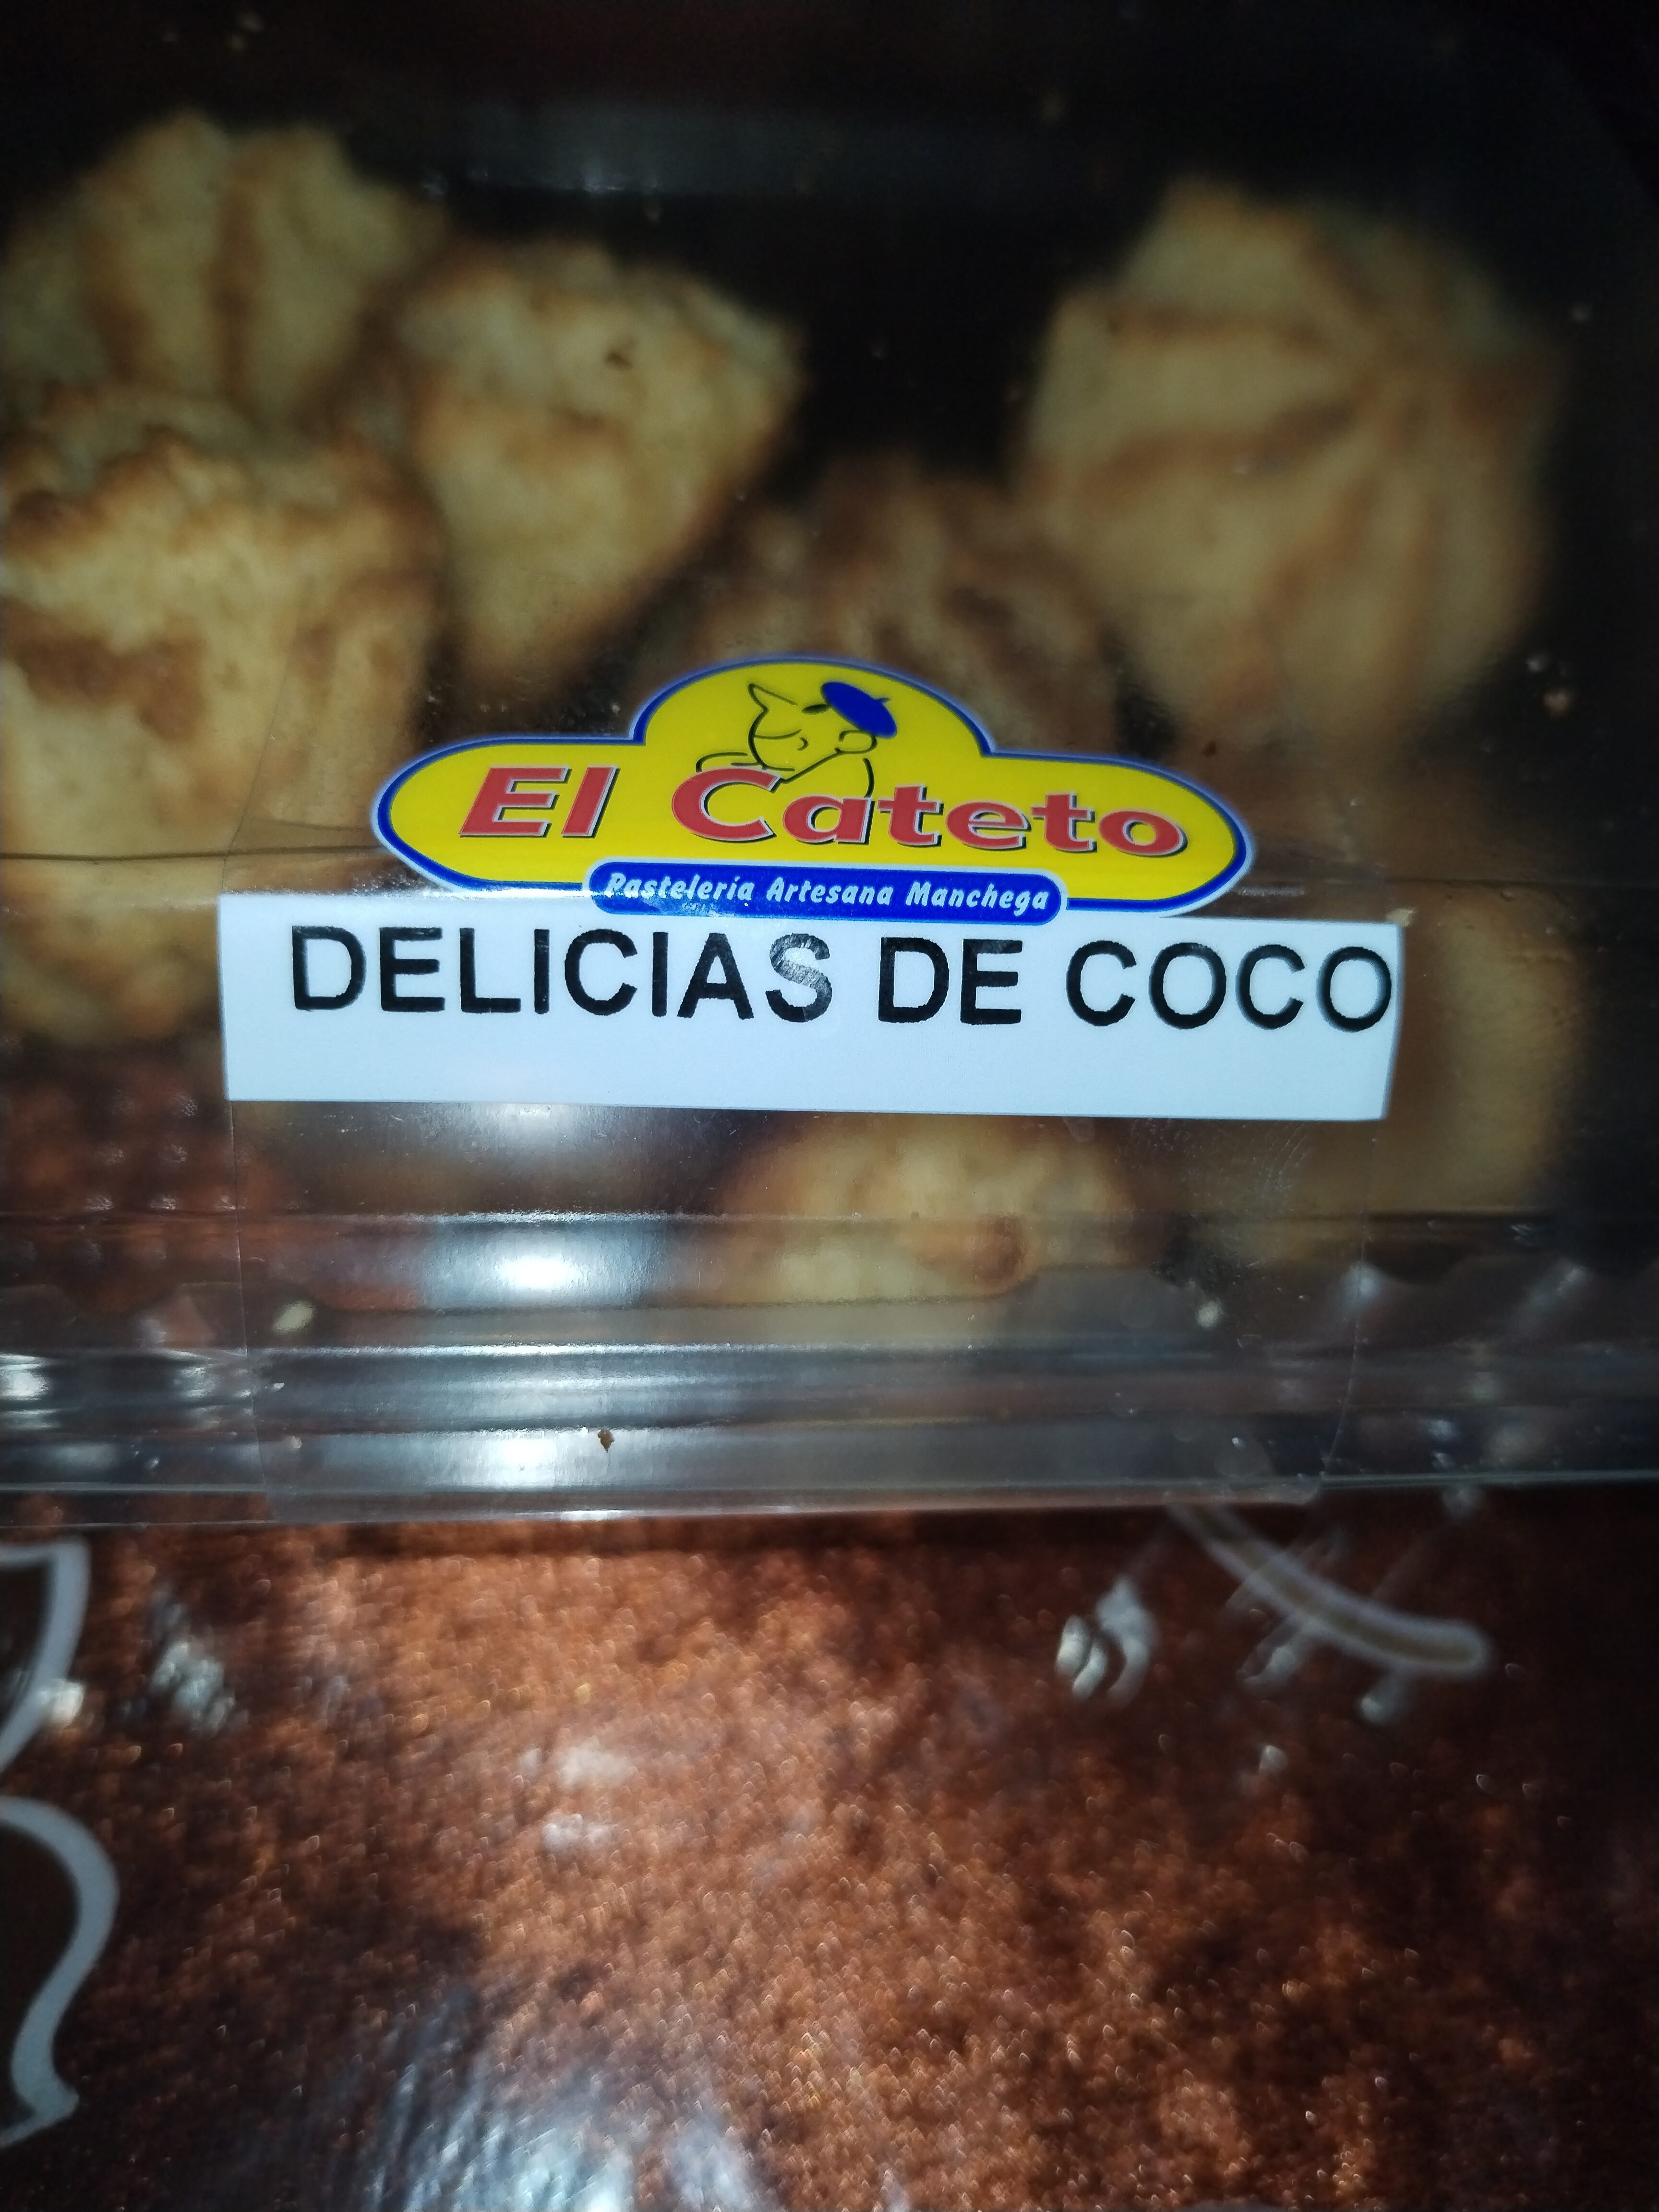 El Cateto
Pastelería Artesana Manchega
DELICIAS DE COCO